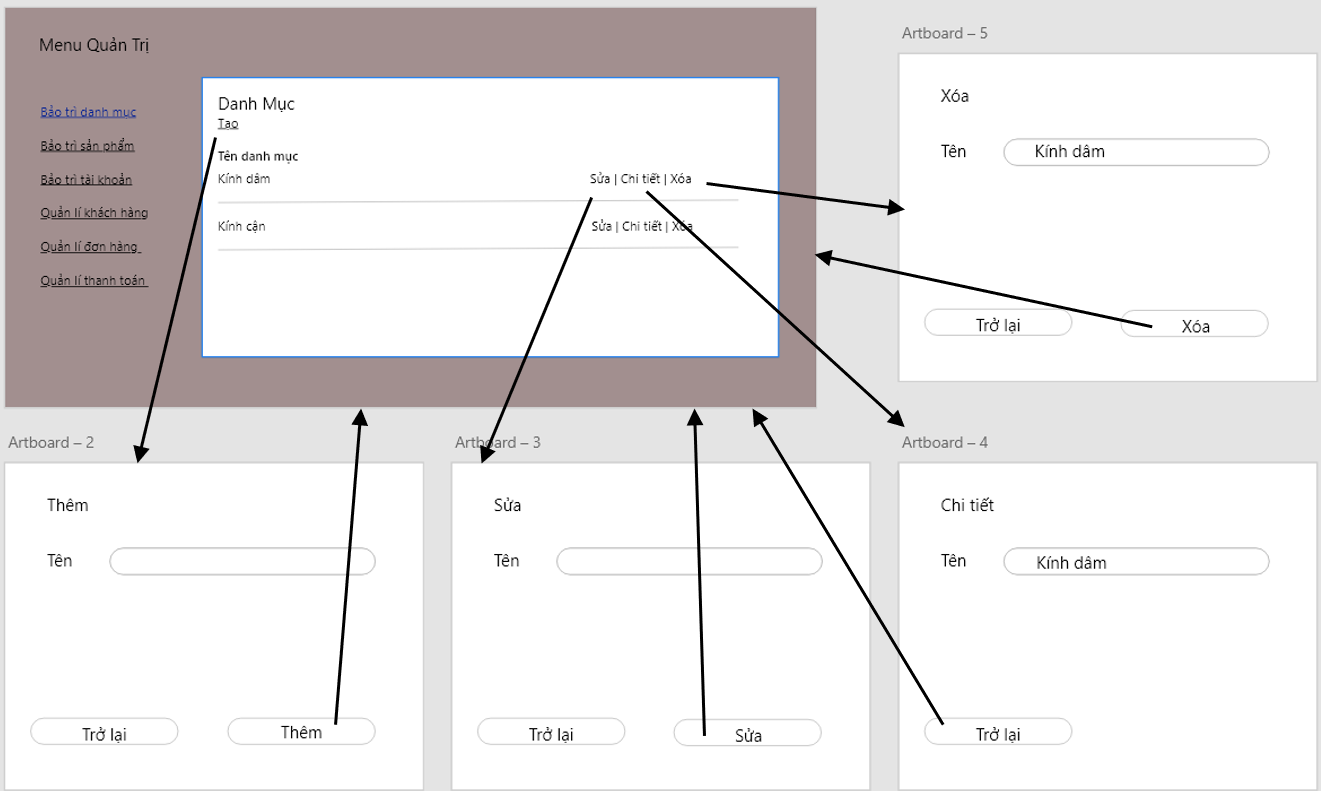 Menu Quản Trị
Bảo trì danh mục
Bảo trì sản phẩm
Bảo trì tài khoản
Quản lí khách hàng
Quản lí đơn hàng
Quản lí thanh toán
Danh Mục
Tạo
Tên danh mục
Kính dâm
Sửa | Chi tiết | Xóa
Kính cận
Sửa | Chi tiết | Xóa
Artboard – 5
Xóa
Tên
Kính dâm
Trở lại
Xóa
Artboard – 2
Thêm
Tên
Trở lại
Thêm
Artboard – 3
Sửa
Tên
Trở lại
Sửa
Artboard – 4
Chi tiết
Tên
Kính dâm
Trở lại